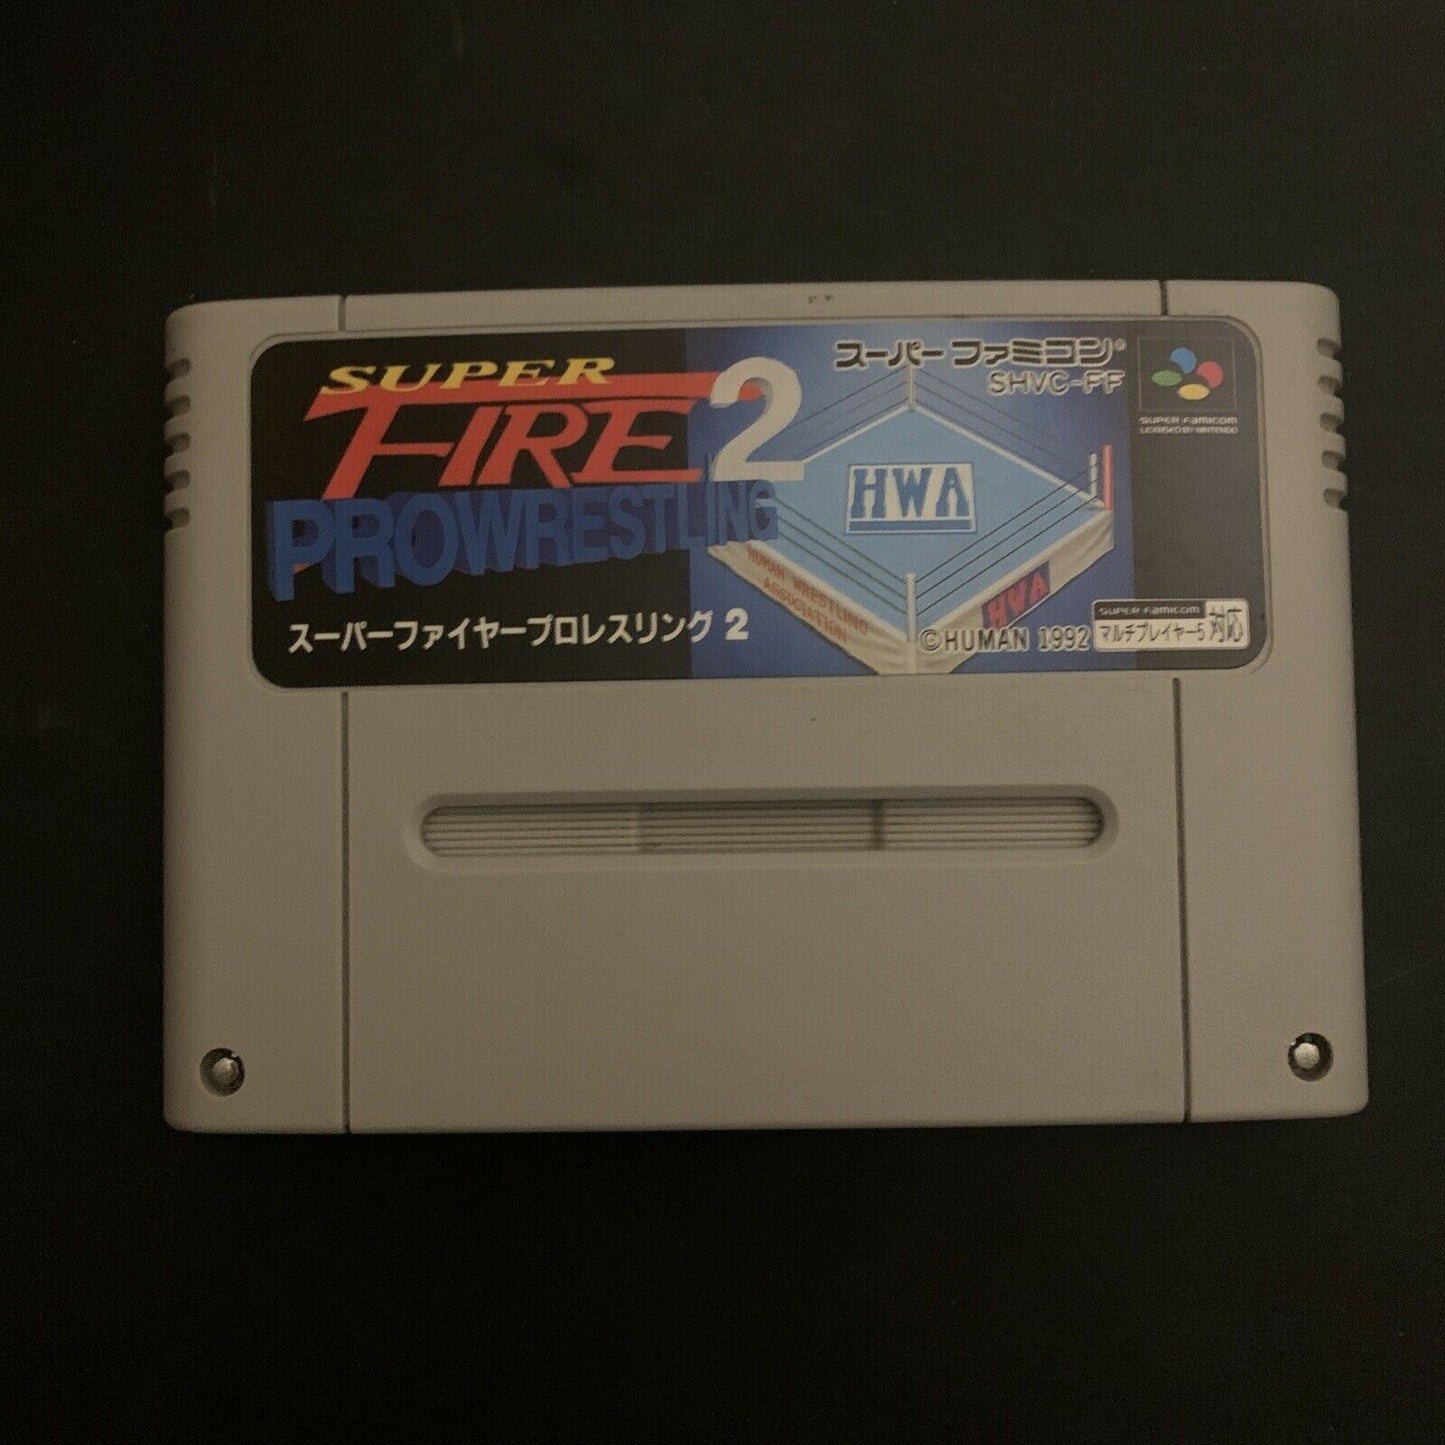 SUPER
FIRE 2
PROWRESTLING
スーパーファイヤープロレスリング 2
スーパーファミコン®
SHVC-FF
SUPER FAMICOM
LICENSED BY NINTENDO
HWA
HUMAN WRESTLING
ASSOCIATION
HWA
©HUMAN 1992
SUPER FAMICOM
マルチプレイヤー5 対応